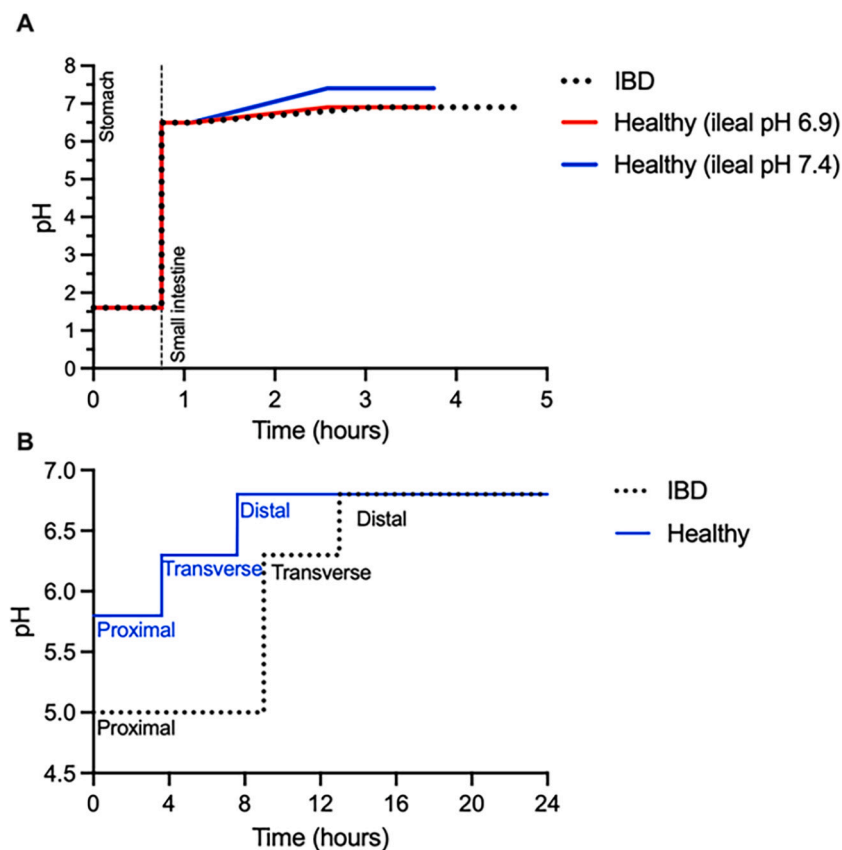 A
8
7
6
5
4
3
2
1
0
pH
Stomach
Small intestine
0 1 2 3 4 5
Time (hours)
IBD
Healthy (ileal pH 6.9)
Healthy (ileal pH 7.4)
B
7.0
6.5
6.0
5.5
5.0
4.5
pH
Distal
Distal
Transverse
Transverse
Proximal
Proximal
0 4 8 12 16 20 24
Time (hours)
IBD
Healthy